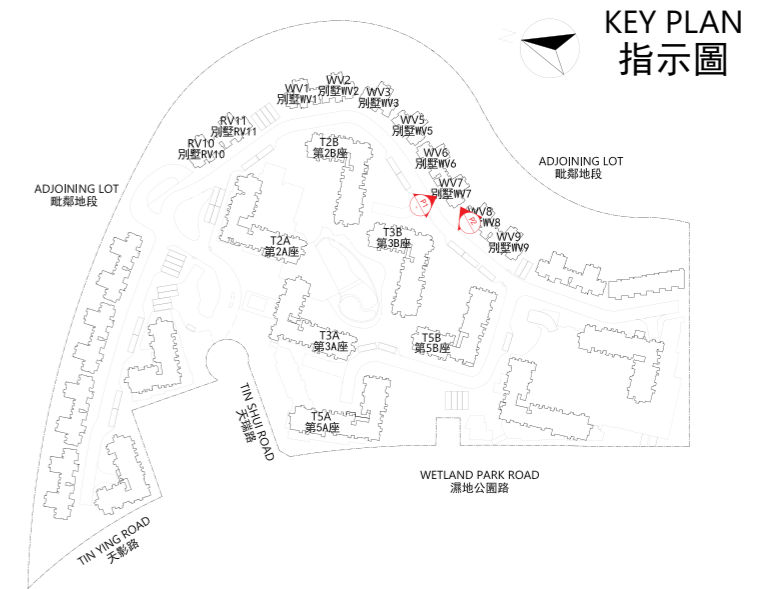 KEY PLAN
指示圖
WV1
別墅WV1
WV2
別墅WV2
WV3
別墅WV3
RV11
別墅RV11
RV10
別墅RV10
WV5
別墅WV5
T2B
第2B座
WV6
別墅WV6
ADJOINING LOT
毗鄰地段
ADJOINING LOT
毗鄰地段
WV7
別墅WV7
P1
WV8
WV8
P2
T2A
第2A座
T3B
第3B座
WV9
別墅WV9
T3A
第3A座
T5B
第5B座
T5A
第5A座
TIN SHUI ROAD
天瑞路
WETLAND PARK ROAD
濕地公園路
TIN YING ROAD
天影路